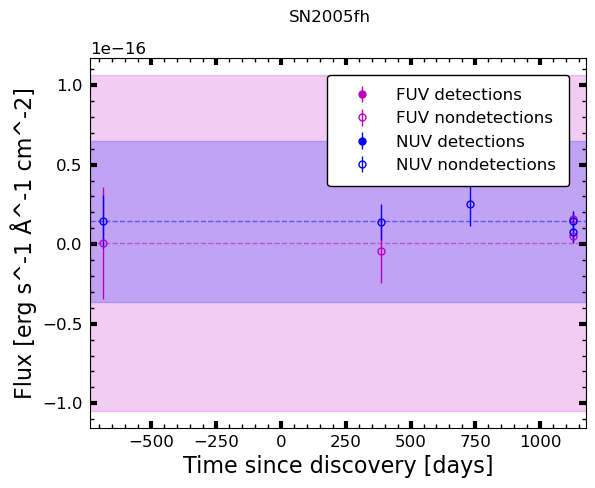 SN2005fh
1e−16
FUV detections
FUV nondetections
NUV detections
NUV nondetections
1.0
0.5
0.0
−0.5
−1.0
Flux [erg s^-1 Å^-1 cm^-2]
−500 −250 0 250 500 750 1000
Time since discovery [days]